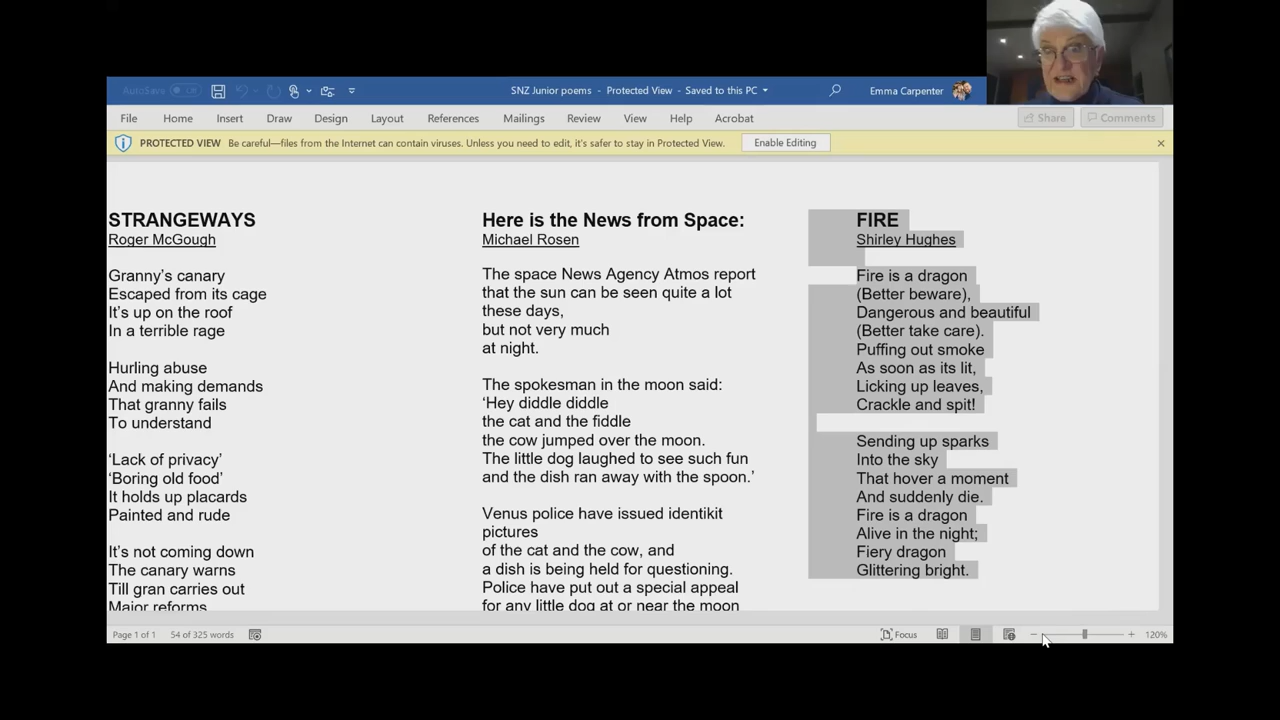 AutoSave
Off
SNZ Junior poems - Protected View - Saved to this PC
Emma Carpenter
File Home Insert Draw Design Layout References Mailings Review View Help Acrobat
Share
Comments
PROTECTED VIEW Be careful—files from the Internet can contain viruses. Unless you need to edit, it's safer to stay in Protected View.
Enable Editing
STRANGEWAYS
Roger McGough
Granny's canary
Escaped from its cage
It's up on the roof
In a terrible rage
Hurling abuse
And making demands
That granny fails
To understand
‘Lack of privacy’
‘Boring old food’
It holds up placards
Painted and rude
It's not coming down
The canary warns
Till gran carries out
Major reforms
Here is the News from Space:
Michael Rosen
The space News Agency Atmos report
that the sun can be seen quite a lot
these days,
but not very much
at night.
The spokesman in the moon said:
‘Hey diddle diddle
the cat and the fiddle
the cow jumped over the moon.
The little dog laughed to see such fun
and the dish ran away with the spoon.’
Venus police have issued identikit
pictures
of the cat and the cow, and
a dish is being held for questioning.
Police have put out a special appeal
for any little dog at or near the moon
FIRE
Shirley Hughes
Fire is a dragon
(Better beware),
Dangerous and beautiful
(Better take care).
Puffing out smoke
As soon as its lit,
Licking up leaves,
Crackle and spit!
Sending up sparks
Into the sky
That hover a moment
And suddenly die.
Fire is a dragon
Alive in the night;
Fiery dragon
Glittering bright.
Page 1 of 1 54 of 325 words
Focus
120%